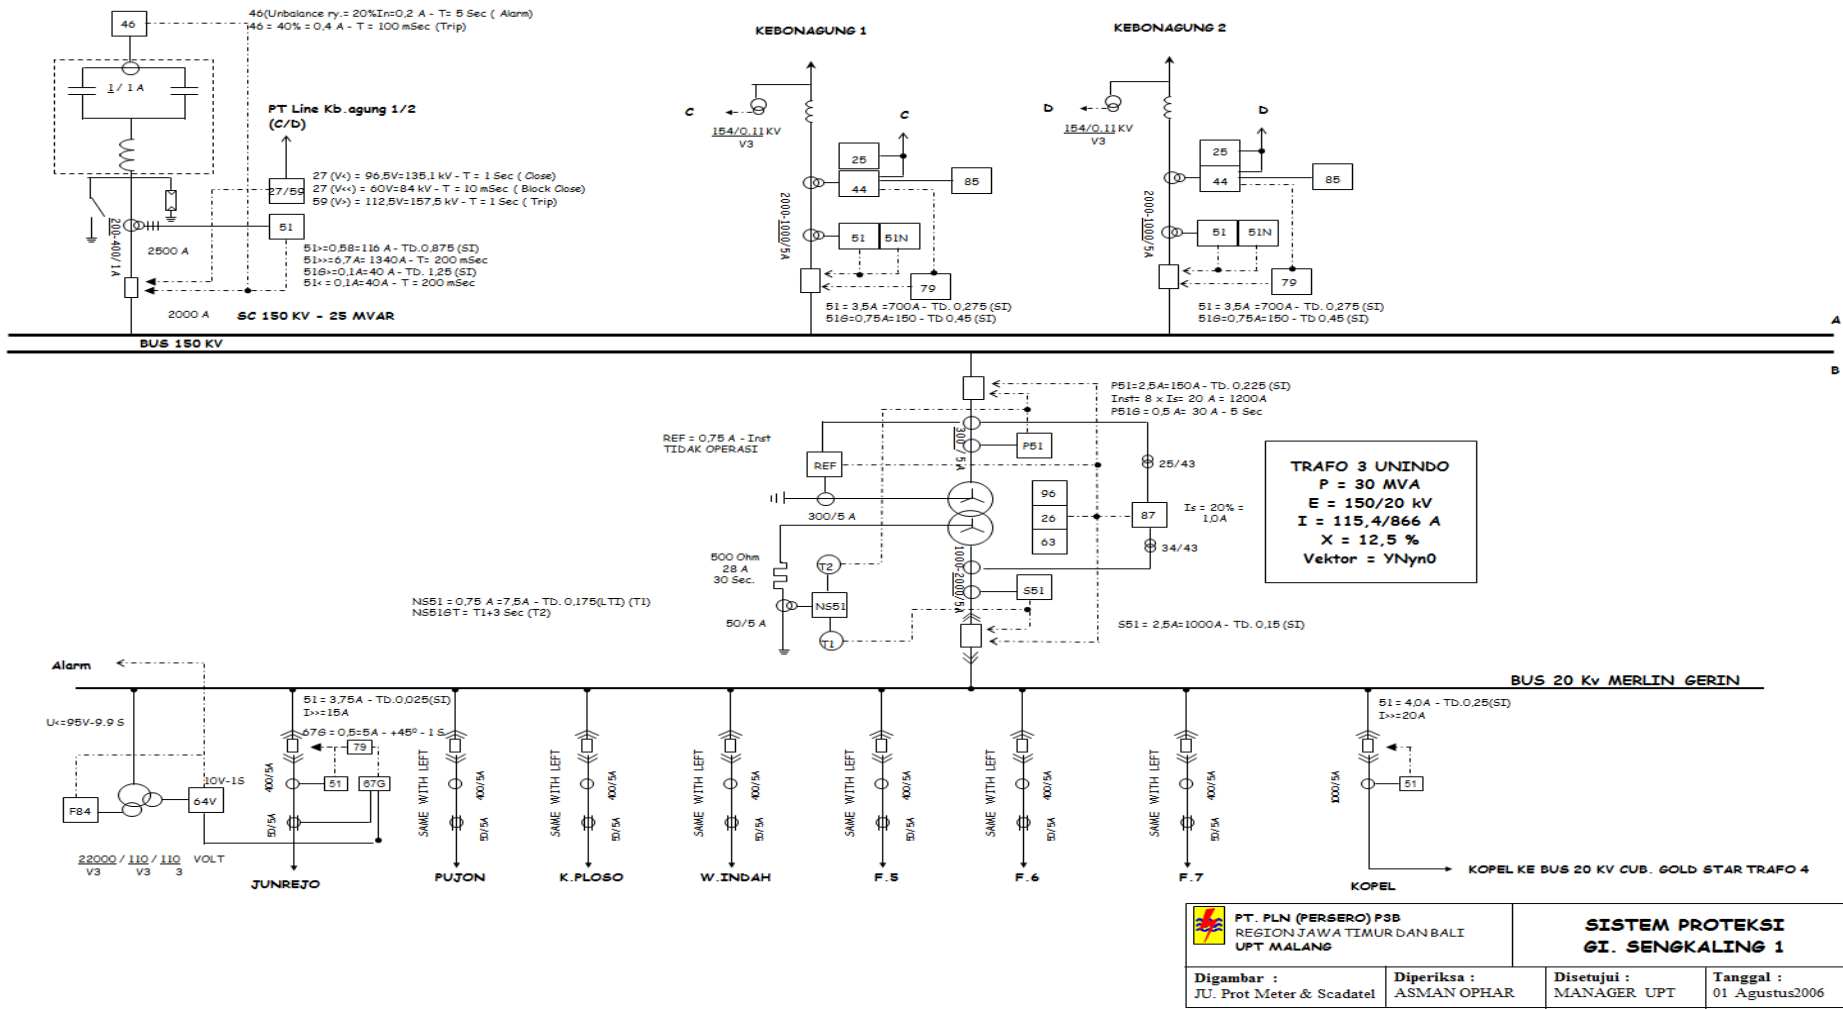 46
46(Unbalance ry.= 20%In=0,2 A - T= 5 Sec ( Alarm)
46 = 40% = 0,4 A - T = 100 mSec (Trip)
1 / 1 A
PT Line Kb.agung 1/2
(C/D)
27/59
27 (V<) = 96,5V=135,1 kV - T = 1 Sec ( Close)
27 (V<<) = 60V=84 kV - T = 10 mSec ( Block Close)
59 (V>) = 112,5V=157,5 kV - T = 1 Sec ( Trip)
51
200-400/1A
2500 A
51>=0,58=116 A - TD.0,875 (SI)
51>>=6,7A= 1340A - T= 200 mSec
51G>=0,1A=40 A - TD. 1,25 (SI)
51< = 0,1A=40A - T = 200 mSec
2000 A
SC 150 KV - 25 MVAR
KEBONAGUNG 1
C
154/0.11 KV
V3
C
25
44
85
2000-1000/5A
51
51N
79
51 = 3,5A =700A - TD. 0,275 (SI)
51G=0,75A=150 - TD 0,45 (SI)
KEBONAGUNG 2
D
154/0.11 KV
V3
D
25
44
85
2000-1000/5A
51
51N
79
51 = 3,5A =700A - TD. 0,275 (SI)
51G=0,75A=150 - TD 0,45 (SI)
A
BUS 150 KV
B
P51=2,5A=150A - TD. 0,225 (SI)
Inst= 8 x Is= 20 A = 1200A
P51G = 0,5 A= 30 A - 5 Sec
REF = 0,75 A - Inst
TIDAK OPERASI
REF
300/5A
P51
25/43
300/5 A
96
26
63
87
Is = 20% =
1,0A
34/43
TRAFO 3 UNINDO
P = 30 MVA
E = 150/20 kV
I = 115,4/866 A
X = 12,5 %
Vektor = YNyn0
500 Ohm
28 A
30 Sec.
T2
1000-2000/5A
S51
NS51 = 0,75 A =7,5A - TD. 0,175(LTI) (T1)
NS51GT = T1+3 Sec (T2)
NS51
50/5 A
T1
S51 = 2,5A=1000A - TD. 0,15 (SI)
Alarm
BUS 20 Kv MERLIN GERIN
U<=95V-9.9 S
51 = 3,75A - TD.0,025(SI)
I>>=15A
67G = 0,5=5A - +45° - 1 S
79
51
67G
400/5A
50/5A
F84
10V-1S
64V
22000 / 110 / 110 VOLT
V3 V3 3
JUNREJO
SAME WITH LEFT
400/5A
50/5A
PUJON
SAME WITH LEFT
400/5A
50/5A
K.PLOSO
SAME WITH LEFT
400/5A
50/5A
W.INDAH
SAME WITH LEFT
400/5A
50/5A
F.5
SAME WITH LEFT
400/5A
50/5A
F.6
SAME WITH LEFT
400/5A
50/5A
F.7
51 = 4,0A - TD.0,25(SI)
I>>=20A
1000/5A
51
KOPEL
KOPEL KE BUS 20 KV CUB. GOLD STAR TRAFO 4
PT. PLN (PERSERO) P3B
REGION JAWA TIMUR DAN BALI
UPT MALANG
SISTEM PROTEKSI
GI. SENGKALING 1
Digambar :
JU. Prot Meter & Scadatel
Diperiksa :
ASMAN OPHAR
Disetujui :
MANAGER UPT
Tanggal :
01 Agustus2006